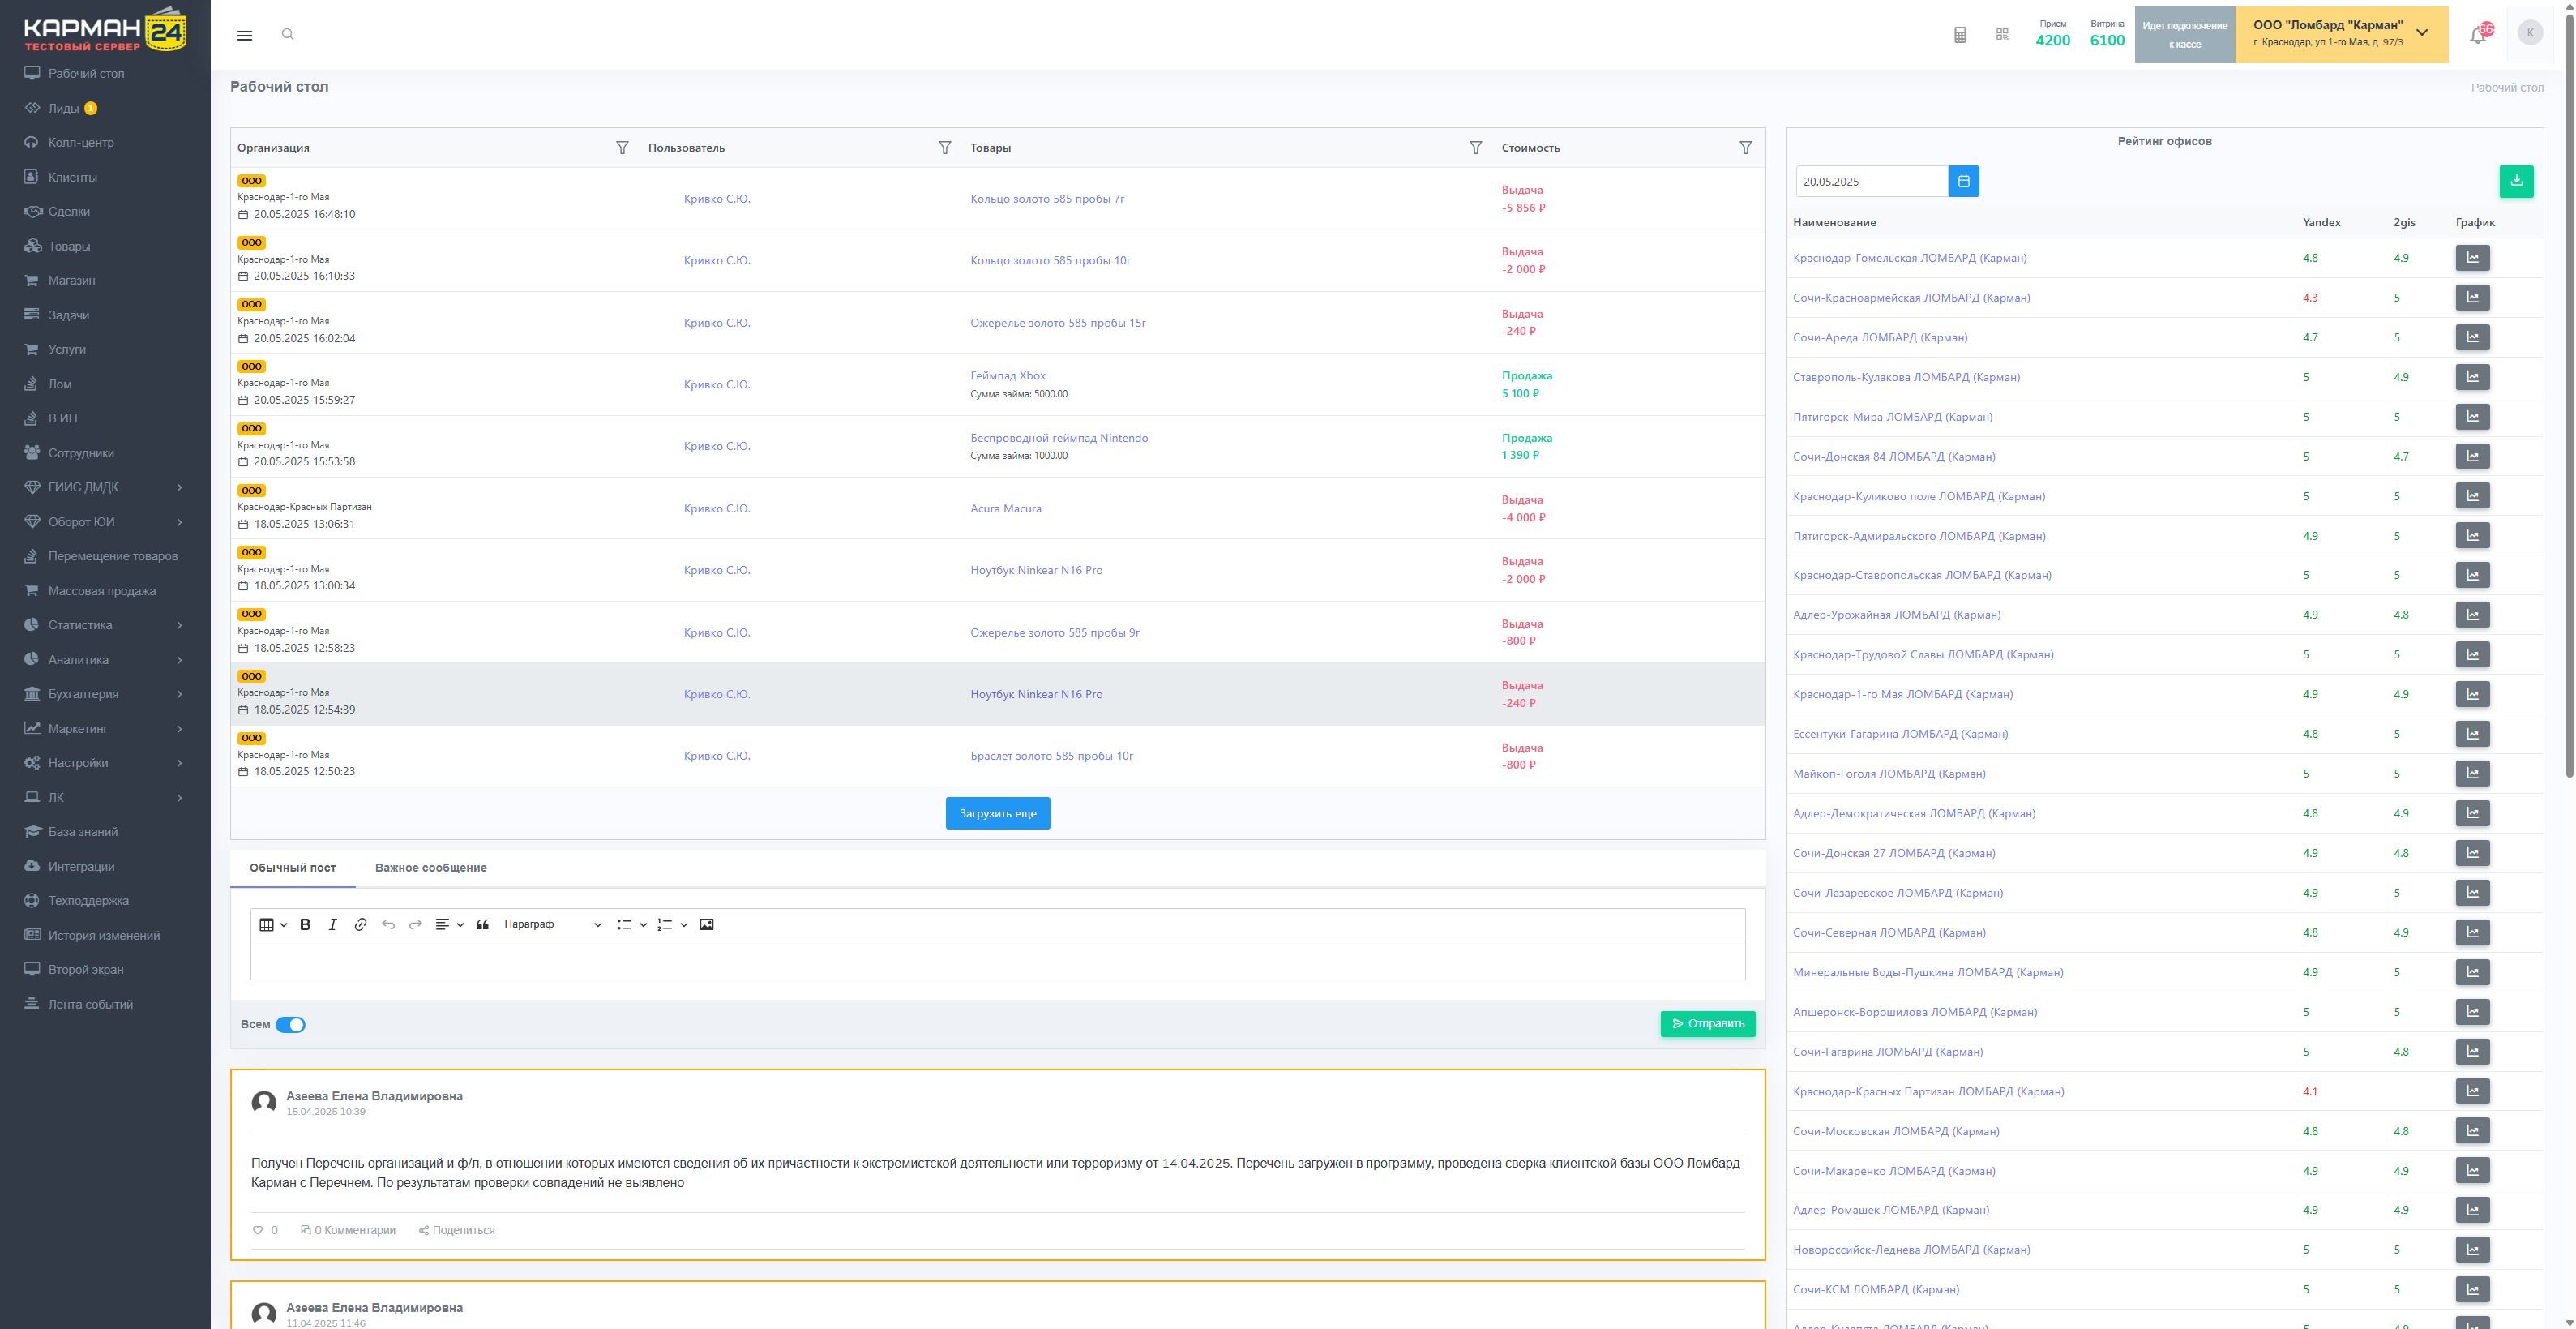 КАРМАН 24
ТЕСТОВЫЙ СЕРВЕР
Рабочий стол
Лиды 1
Колл-центр
Клиенты
Сделки
Товары
Магазин
Задачи
Услуги
Лом
В ИП
Сотрудники
ГИИС ДМДК
Оборот ЮИ
Перемещение товаров
Массовая продажа
Статистика
Аналитика
Бухгалтерия
Маркетинг
Настройки
ЛК
База знаний
Интеграции
Техподдержка
История изменений
Второй экран
Лента событий
Прием
4200
Витрина
6100
Идет подключение
к кассе
ООО "Ломбард "Карман"
г. Краснодар, ул.1-го Мая, д. 97/3
К
Рабочий стол
Рабочий стол
Организация Пользователь Товары Стоимость
ООО
Краснодар-1-го Мая
20.05.2025 16:48:10
Кривко С.Ю.
Кольцо золото 585 пробы 7г
Выдача
-5 856 ₽
ООО
Краснодар-1-го Мая
20.05.2025 16:10:33
Кривко С.Ю.
Кольцо золото 585 пробы 10г
Выдача
-2 000 ₽
ООО
Краснодар-1-го Мая
20.05.2025 16:02:04
Кривко С.Ю.
Ожерелье золото 585 пробы 15г
Выдача
-240 ₽
ООО
Краснодар-1-го Мая
20.05.2025 15:59:27
Кривко С.Ю.
Геймпад Xbox
Сумма займа: 5000.00
Продажа
5 100 ₽
ООО
Краснодар-1-го Мая
20.05.2025 15:53:58
Кривко С.Ю.
Беспроводной геймпад Nintendo
Сумма займа: 1000.00
Продажа
1 390 ₽
ООО
Краснодар-Красных Партизан
18.05.2025 13:06:31
Кривко С.Ю.
Acura Macura
Выдача
-4 000 ₽
ООО
Краснодар-1-го Мая
18.05.2025 13:00:34
Кривко С.Ю.
Ноутбук Ninkear N16 Pro
Выдача
-2 000 ₽
ООО
Краснодар-1-го Мая
18.05.2025 12:58:23
Кривко С.Ю.
Ожерелье золото 585 пробы 9г
Выдача
-800 ₽
ООО
Краснодар-1-го Мая
18.05.2025 12:54:39
Кривко С.Ю.
Ноутбук Ninkear N16 Pro
Выдача
-240 ₽
ООО
Краснодар-1-го Мая
18.05.2025 12:50:23
Кривко С.Ю.
Браслет золото 585 пробы 10г
Выдача
-800 ₽
Загрузить еще
Обычный пост Важное сообщение
Параграф
Всем
Отправить
Азеева Елена Владимировна
15.04.2025 10:39
Получен Перечень организаций и ф/л, в отношении которых имеются сведения об их причастности к экстремистской деятельности или терроризму от 14.04.2025. Перечень загружен в программу, проведена сверка клиентской базы ООО Ломбард
Карман с Перечнем. По результатам проверки совпадений не выявлено
0 0 Комментарии Поделиться
Азеева Елена Владимировна
11.04.2025 11:46
Рейтинг офисов
20.05.2025
Наименование Yandex 2gis График
Краснодар-Гомельская ЛОМБАРД (Карман) 4.8 4.9
Сочи-Красноармейская ЛОМБАРД (Карман) 4.3 5
Сочи-Ареда ЛОМБАРД (Карман) 4.7 5
Ставрополь-Кулакова ЛОМБАРД (Карман) 5 4.9
Пятигорск-Мира ЛОМБАРД (Карман) 5 5
Сочи-Донская 84 ЛОМБАРД (Карман) 5 4.7
Краснодар-Куликово поле ЛОМБАРД (Карман) 5 5
Пятигорск-Адмиральского ЛОМБАРД (Карман) 4.9 5
Краснодар-Ставропольская ЛОМБАРД (Карман) 5 5
Адлер-Урожайная ЛОМБАРД (Карман) 4.9 4.8
Краснодар-Трудовой Славы ЛОМБАРД (Карман) 5 5
Краснодар-1-го Мая ЛОМБАРД (Карман) 4.9 4.9
Ессентуки-Гагарина ЛОМБАРД (Карман) 4.8 5
Майкоп-Гоголя ЛОМБАРД (Карман) 5 5
Адлер-Демократическая ЛОМБАРД (Карман) 4.8 4.9
Сочи-Донская 27 ЛОМБАРД (Карман) 4.9 4.8
Сочи-Лазаревское ЛОМБАРД (Карман) 4.9 5
Сочи-Северная ЛОМБАРД (Карман) 4.8 4.9
Минеральные Воды-Пушкина ЛОМБАРД (Карман) 4.9 5
Апшеронск-Ворошилова ЛОМБАРД (Карман) 5 5
Сочи-Гагарина ЛОМБАРД (Карман) 5 4.8
Краснодар-Красных Партизан ЛОМБАРД (Карман) 4.1
Сочи-Московская ЛОМБАРД (Карман) 4.8 4.8
Сочи-Макаренко ЛОМБАРД (Карман) 4.9 4.9
Адлер-Ромашек ЛОМБАРД (Карман) 4.9 4.9
Новороссийск-Леднева ЛОМБАРД (Карман) 5 5
Сочи-КСМ ЛОМБАРД (Карман) 5 5